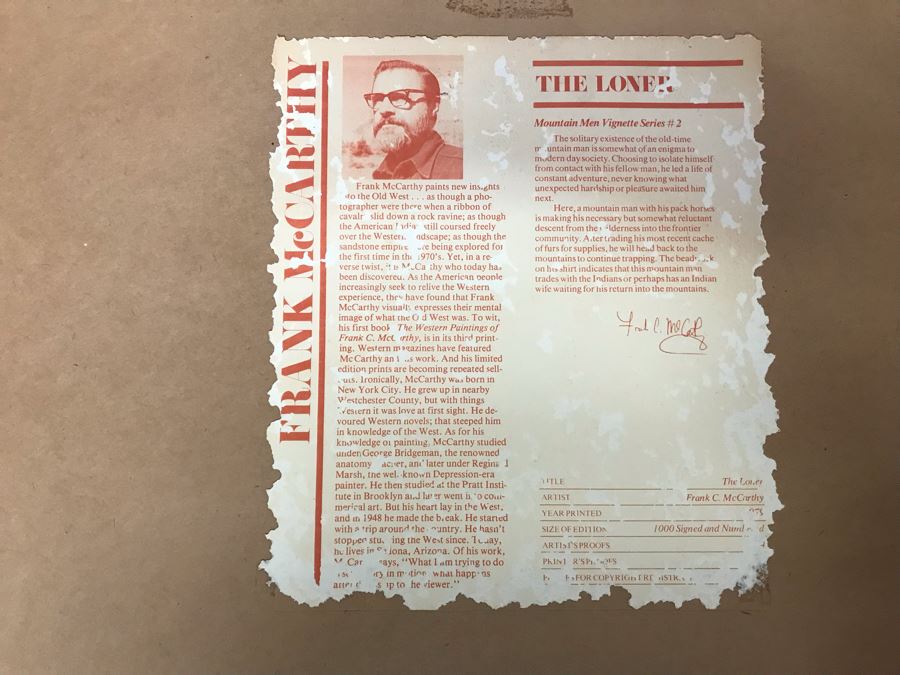 FRANK McCARTHY
Frank McCarthy paints new insights
to the Old West . . . as though a pho-
tographer were there when a ribbon of
cavalr slid down a rock ravine; as though
the American India still coursed freely
over the Western ndscape; as though the
sandstone empire re being explored for
the first time in the 1970's. Yet, in a re-
verse twist, it is McCarthy who today has
been discovered. As the American people
increasingly seek to relive the Western
experience, they have found that Frank
McCarthy visually expresses their mental
image of what the Old West was. To wit,
his first book The Western Paintings of
Frank C. McCarthy, is in its third print-
ing. Western magazines have featured
McCarthy an his work. And his limited
edition prints are becoming repeated sell-
outs. Ironically, McCarthy was born in
New York City. He grew up in nearby
Westchester County, but with things
Western it was love at first sight. He de-
voured Western novels; that steeped him
in knowledge of the West. As for his
knowledge of painting, McCarthy studied
under George Bridgeman, the renowned
anatomy acher, and later under Reginald
Marsh, the well known Depression-era
painter. He then studied at the Pratt Insti-
tute in Brooklyn and later went into com-
mercial art. But his heart lay in the West,
and in 1948 he made the break. He started
with a trip around the country. He hasn't
stopped studying the West since. Today,
he lives in Sedona, Arizona. Of his work,
McCar says, "What I am trying to do
ry in motion what happens
after up to the viewer."
THE LONER
Mountain Men Vignette Series # 2
The solitary existence of the old-time
mountain man is somewhat of an enigma to
modern day society. Choosing to isolate himself
from contact with his fellow man, he led a life of
constant adventure, never knowing what
unexpected hardship or pleasure awaited him
next.
Here, a mountain man with his pack horses
is making his necessary but somewhat reluctant
descent from the wilderness into the frontier
community. After trading his most recent cache
of furs for supplies, he will head back to the
mountains to continue trapping. The beadwork
on his shirt indicates that this mountain man
trades with the Indians or perhaps has an Indian
wife waiting for his return into the mountains.
Frank C. McCarthy
TITLE The Loner
ARTIST Frank C. McCarthy
YEAR PRINTED 975
SIZE OF EDITION 1000 Signed and Numbered
ARTIST'S PROOFS
PRINTER'S PROOFS
FOR COPYRIGHT REGISTR